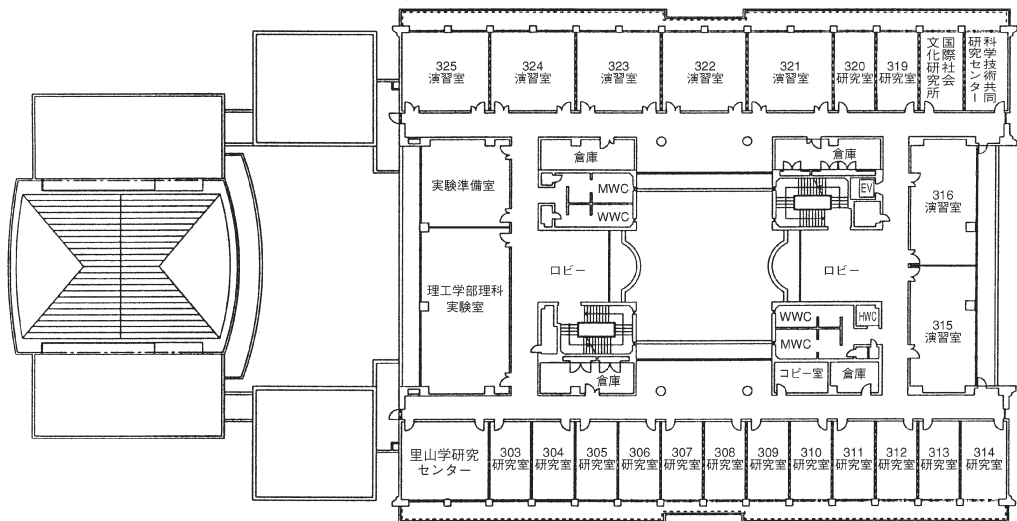 325
演習室
324
演習室
323
演習室
322
演習室
321
演習室
320
研究室
319
研究室
国際社会
文化研究所
科学技術共同
研究センター
倉庫
倉庫
実験準備室
MWC
WWC
EV
316
演習室
ロビー
ロビー
理工学部理科
実験室
WWC
HWC
MWC
315
演習室
コピー室
倉庫
倉庫
里山学研究
センター
303
研究室
304
研究室
305
研究室
306
研究室
307
研究室
308
研究室
309
研究室
310
研究室
311
研究室
312
研究室
313
研究室
314
研究室